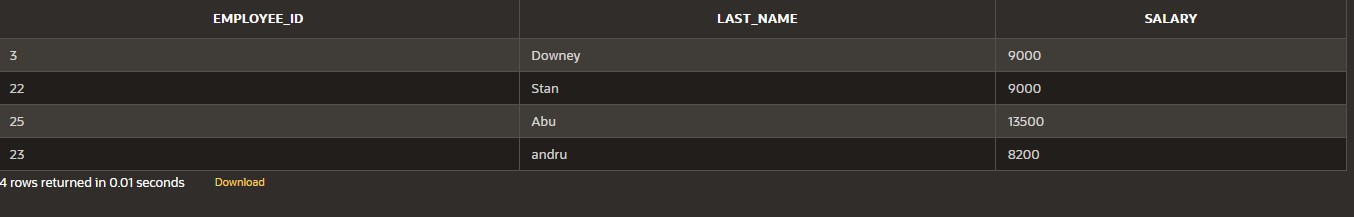 EMPLOYEE_ID LAST_NAME SALARY
3 Downey 9000
22 Stan 9000
25 Abu 13500
23 andru 8200
4 rows returned in 0.01 seconds Download